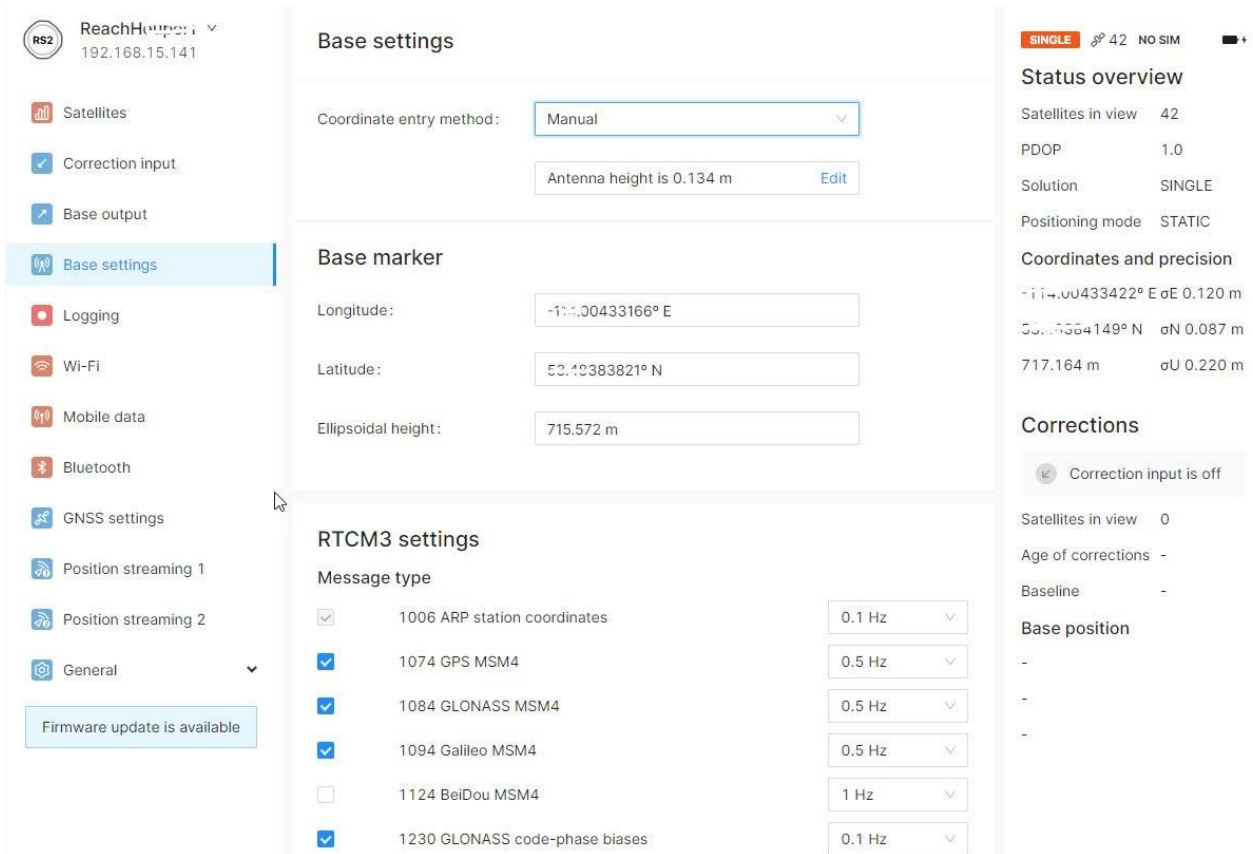 RS2
192.168.15.141
Satellites
Correction input
Base output
Base settings
Logging
Wi-Fi
Mobile data
Bluetooth
GNSS settings
Position streaming 1
Position streaming 2
General
Firmware update is available
Base settings
Coordinate entry method:
Manual
Antenna height is 0.134 m
Edit
Base marker
Longitude:
Latitude:
Ellipsoidal height:
715.572 m
RTCM3 settings
Message type
1006 ARP station coordinates 0.1 Hz
1074 GPS MSM4 0.5 Hz
1084 GLONASS MSM4 0.5 Hz
1094 Galileo MSM4 0.5 Hz
1124 BeiDou MSM4 1 Hz
1230 GLONASS code-phase biases 0.1 Hz
SINGLE 42 NO SIM
Status overview
Satellites in view 42
PDOP 1.0
Solution SINGLE
Positioning mode STATIC
Coordinates and precision
E σE 0.120 m
N σN 0.087 m
717.164 m σU 0.220 m
Corrections
Correction input is off
Satellites in view 0
Age of corrections -
Baseline -
Base position
-
-
-